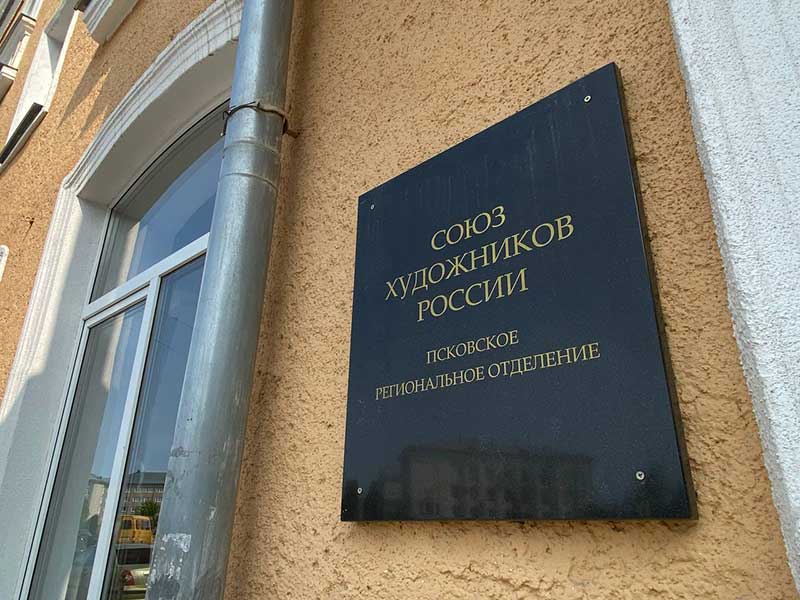 СОЮЗ
ХУДОЖНИКОВ
РОССИИ
ПСКОВСКОЕ
РЕГИОНАЛЬНОЕ ОТДЕЛЕНИЕ